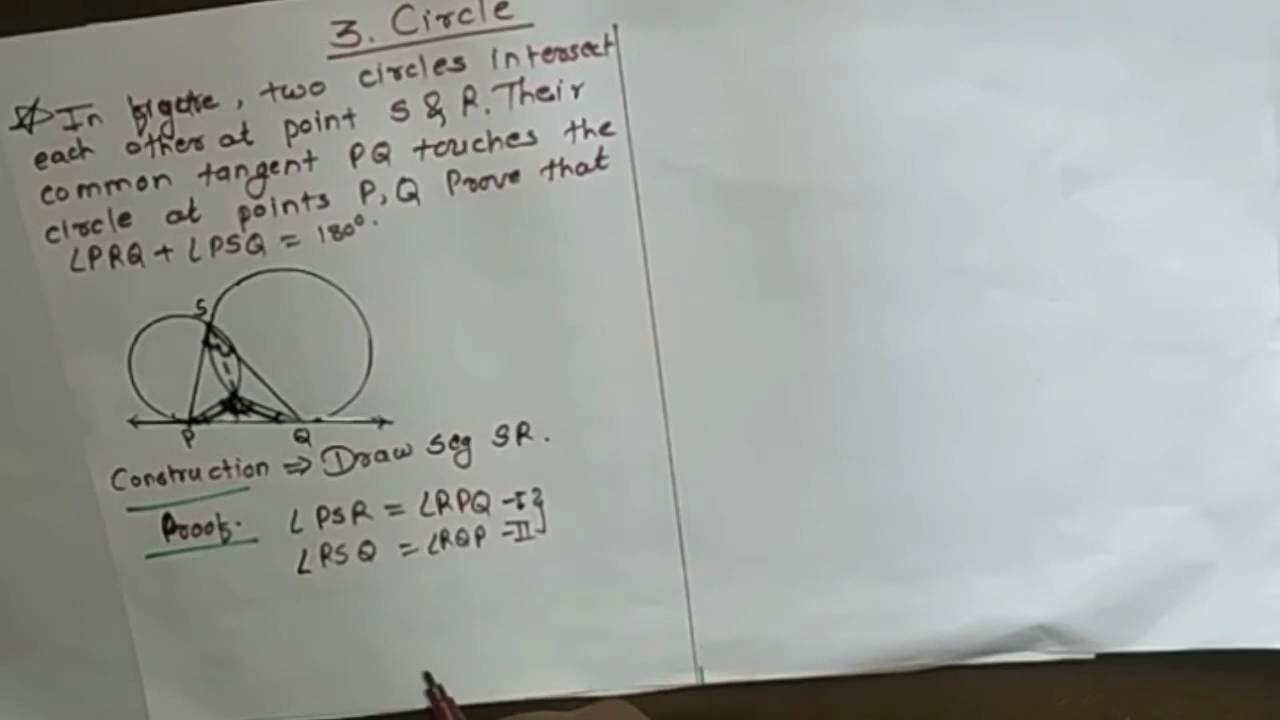 3. Circle
In figure, two circles intersect
each other at point S & R. Their
common tangent PQ touches the
circle at points P, Q Prove that
∠PRQ + ∠PSQ = 180°.
S
P Q
Construction ⇒ Draw seg SR.
Proof:- ∠PSR = ∠RPQ -I }
∠RSQ = ∠RQP -II